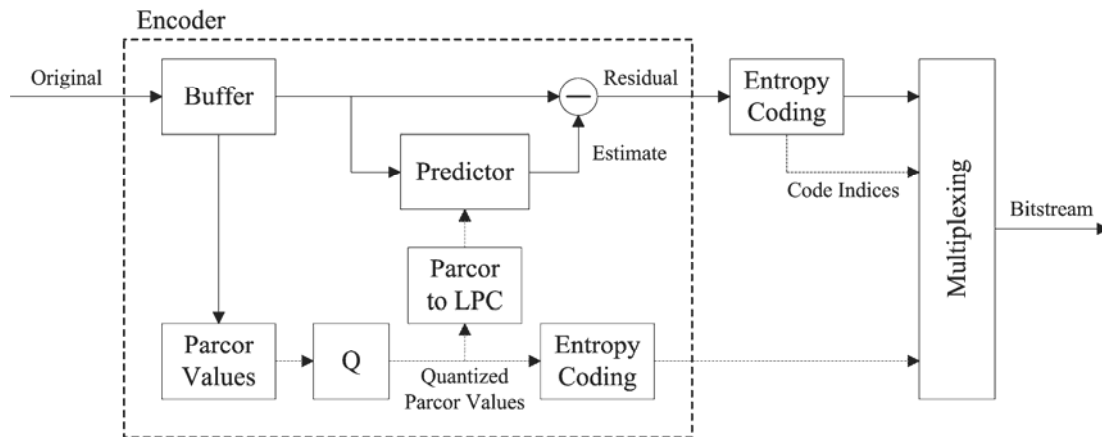 Encoder
Original
Buffer
Residual
Entropy
Coding
Estimate
Predictor
Code Indices
Multiplexing
Bitstream
Parcor
to LPC
Parcor
Values
Q
Quantized
Parcor Values
Entropy
Coding